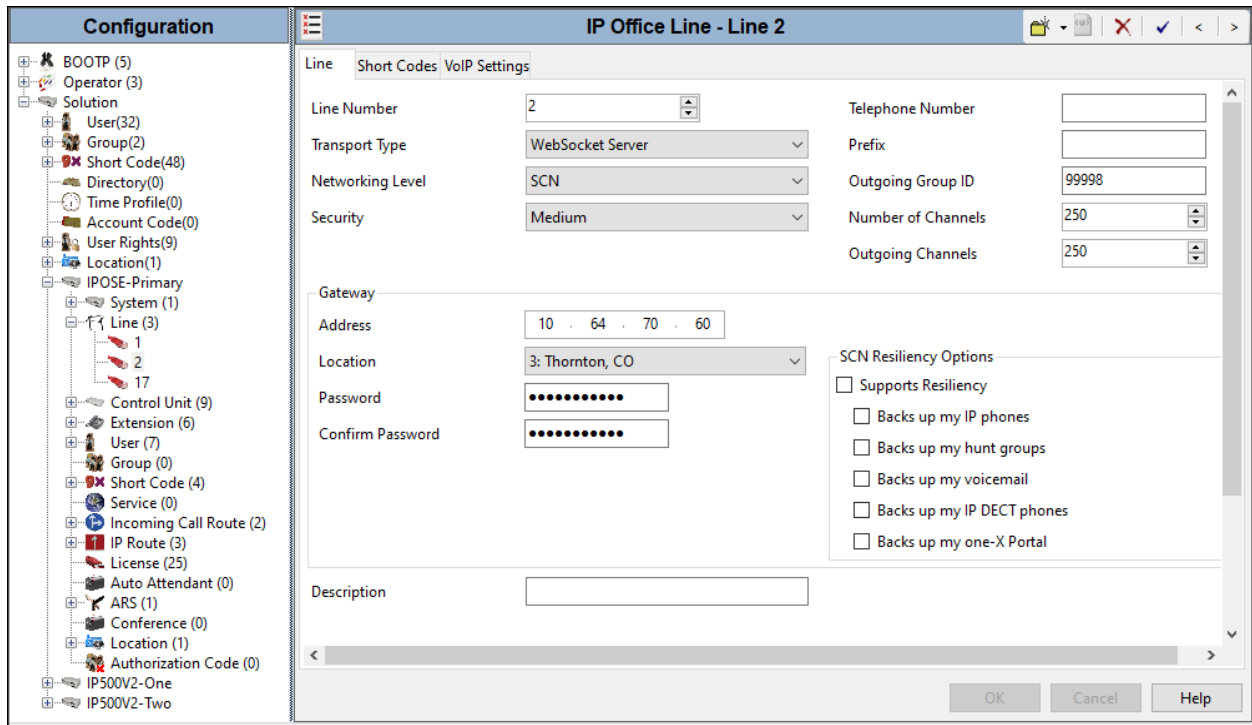 Configuration
BOOTP (5)
Operator (3)
Solution
User(32)
Group(2)
Short Code(48)
Directory(0)
Time Profile(0)
Account Code(0)
User Rights(9)
Location(1)
IPOSE-Primary
System (1)
Line (3)
1
2
17
Control Unit (9)
Extension (6)
User (7)
Group (0)
Short Code (4)
Service (0)
Incoming Call Route (2)
IP Route (3)
License (25)
Auto Attendant (0)
ARS (1)
Conference (0)
Location (1)
Authorization Code (0)
IP500V2-One
IP500V2-Two
IP Office Line - Line 2
Line Short Codes VoIP Settings
Line Number 2
Transport Type WebSocket Server
Networking Level SCN
Security Medium
Telephone Number
Prefix
Outgoing Group ID 99998
Number of Channels 250
Outgoing Channels 250
Gateway
Address 10 . 64 . 70 . 60
Location 3: Thornton, CO
Password ●●●●●●●●●●●
Confirm Password ●●●●●●●●●●●
SCN Resiliency Options
Supports Resiliency
Backs up my IP phones
Backs up my hunt groups
Backs up my voicemail
Backs up my IP DECT phones
Backs up my one-X Portal
Description
OK Cancel Help